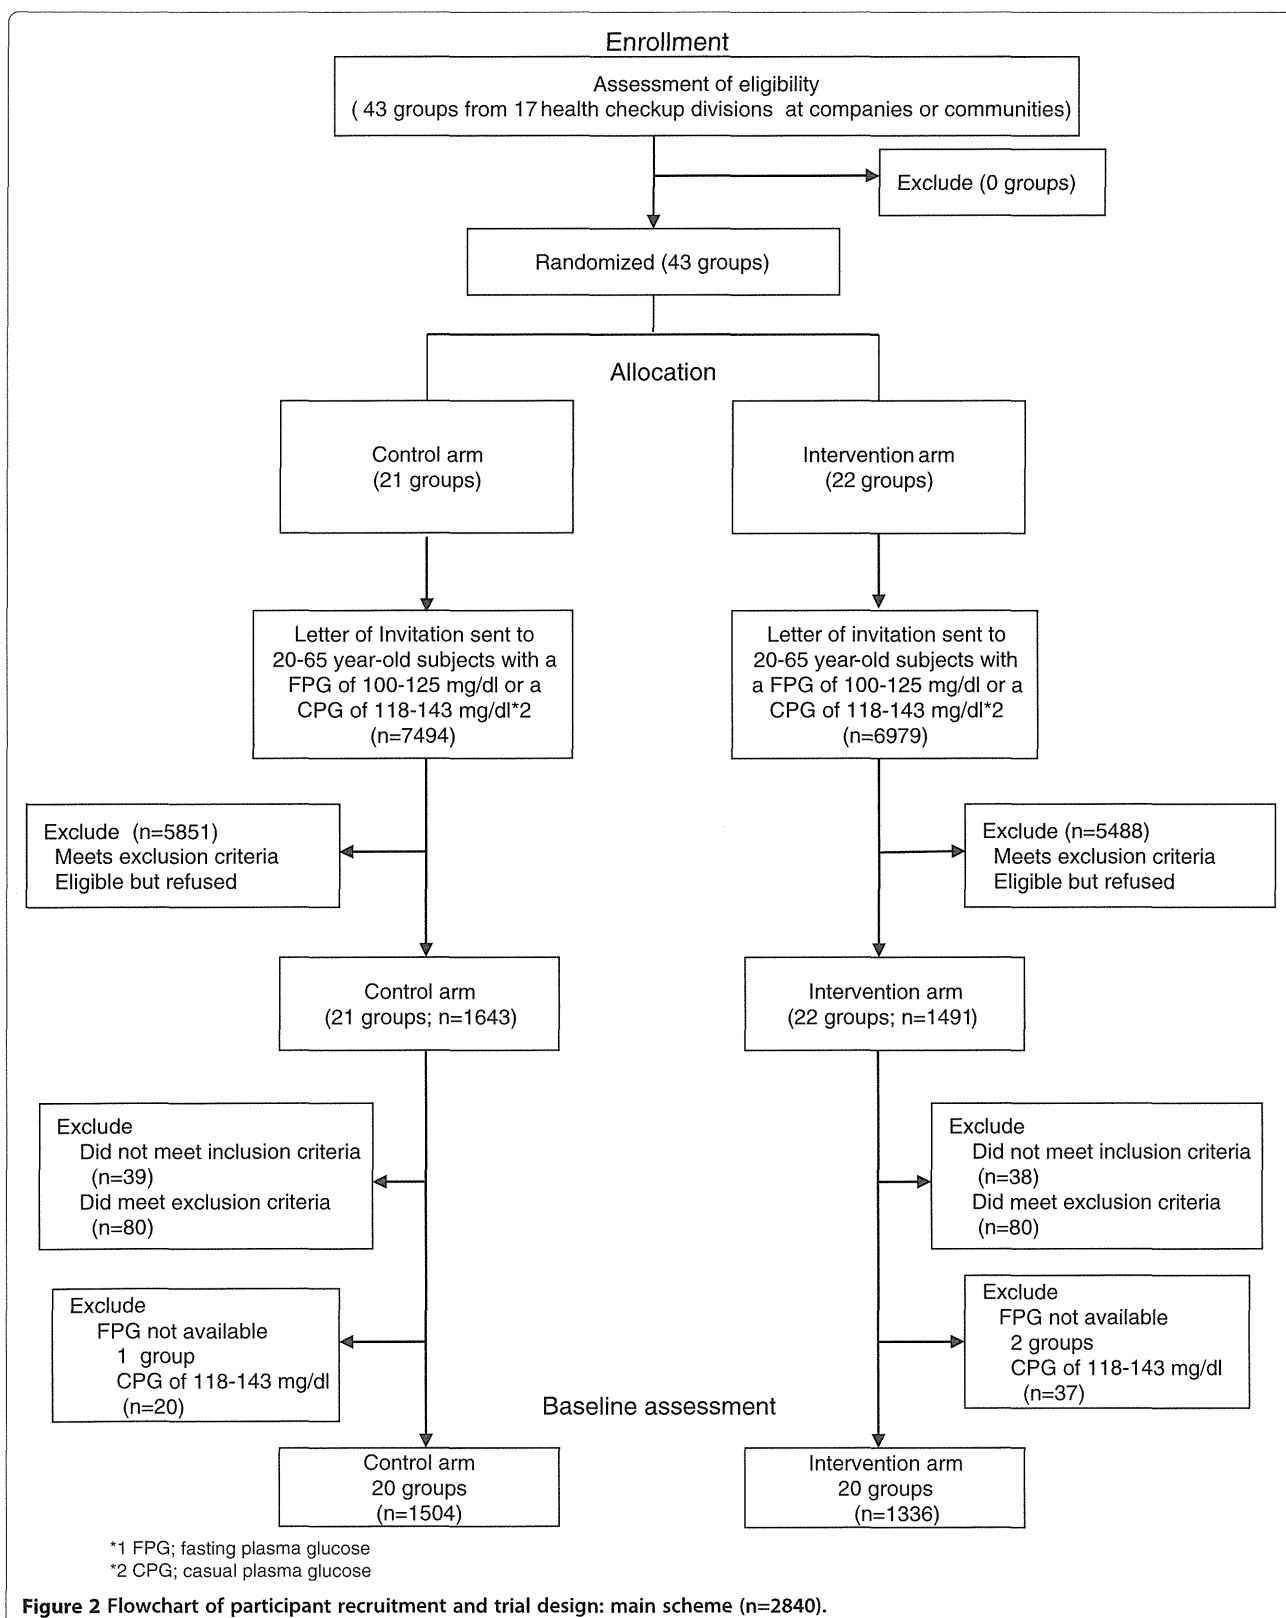 Enrollment
Assessment of eligibility
( 43 groups from 17 health checkup divisions at companies or communities)
Exclude (0 groups)
Randomized (43 groups)
Allocation
Control arm
(21 groups)
Intervention arm
(22 groups)
Letter of Invitation sent to
20-65 year-old subjects with a
FPG of 100-125 mg/dl or a
CPG of 118-143 mg/dl*2
(n=7494)
Letter of invitation sent to
20-65 year-old subjects with
a FPG of 100-125 mg/dl or a
CPG of 118-143 mg/dl*2
(n=6979)
Exclude (n=5851)
Meets exclusion criteria
Eligible but refused
Exclude (n=5488)
Meets exclusion criteria
Eligible but refused
Control arm
(21 groups; n=1643)
Intervention arm
(22 groups; n=1491)
Exclude
Did not meet inclusion criteria
(n=39)
Did meet exclusion criteria
(n=80)
Exclude
Did not meet inclusion criteria
(n=38)
Did meet exclusion criteria
(n=80)
Exclude
FPG not available
1 group
CPG of 118-143 mg/dl
(n=20)
Exclude
FPG not available
2 groups
CPG of 118-143 mg/dl
(n=37)
Baseline assessment
Control arm
20 groups
(n=1504)
Intervention arm
20 groups
(n=1336)
*1 FPG; fasting plasma glucose
*2 CPG; casual plasma glucose
Figure 2 Flowchart of participant recruitment and trial design: main scheme (n=2840).